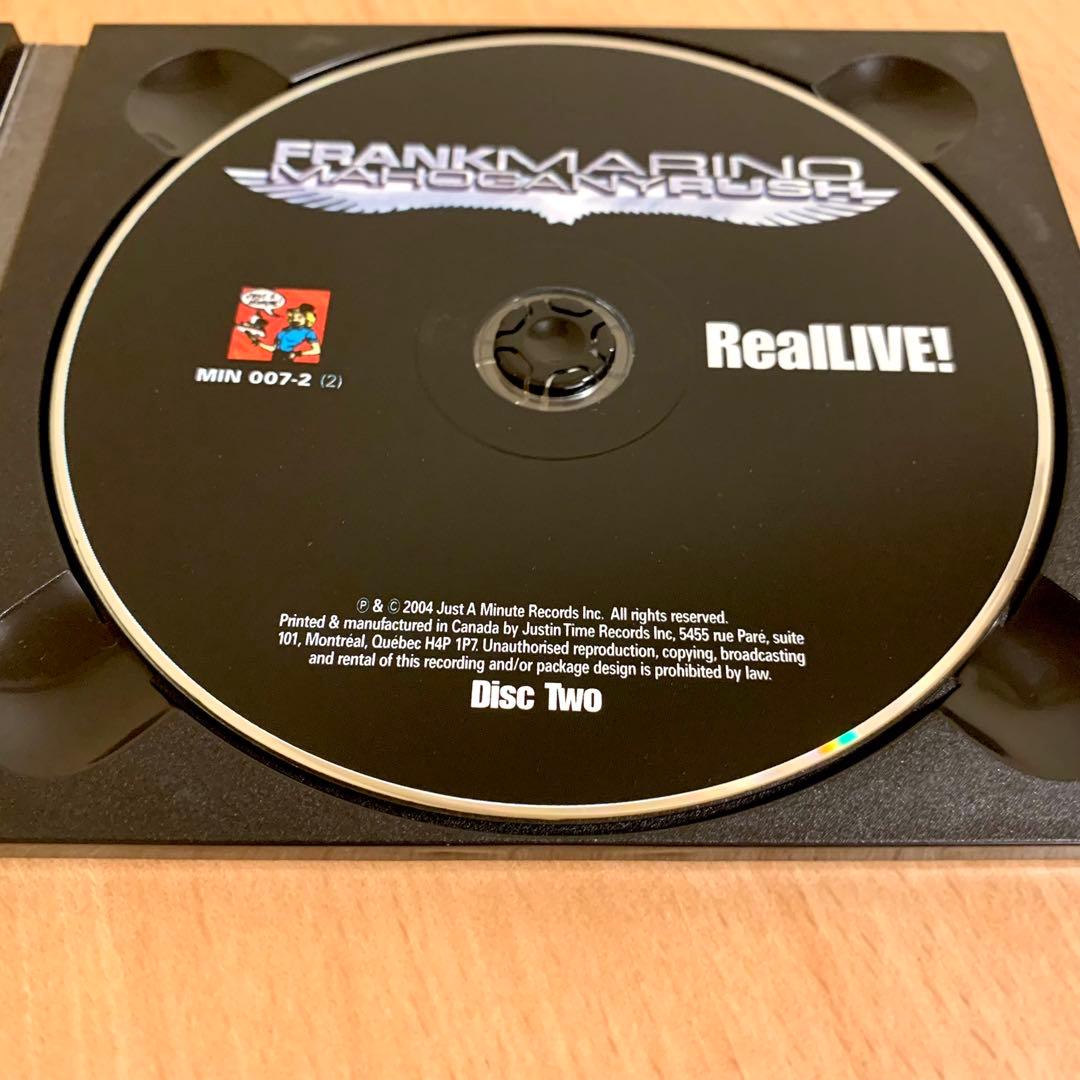 FRANKMARINO
MAHOGANYRUSH
RealLIVE!
MIN 007-2 (2)
℗ & © 2004 Just A Minute Records Inc. All rights reserved.
Printed & manufactured in Canada by Justin Time Records Inc, 5455 rue Paré, suite
101, Montréal, Québec H4P 1P7. Unauthorised reproduction, copying, broadcasting
and rental of this recording and/or package design is prohibited by law.
Disc Two